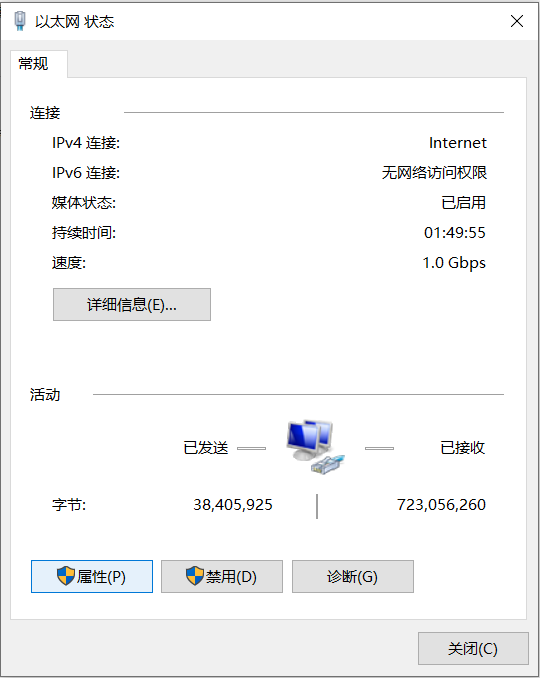 以太网 状态
常规
连接
IPv4 连接: Internet
IPv6 连接: 无网络访问权限
媒体状态: 已启用
持续时间: 01:49:55
速度: 1.0 Gbps
详细信息(E)...
活动
已发送 已接收
字节: 38,405,925 723,056,260
属性(P) 禁用(D) 诊断(G)
关闭(C)